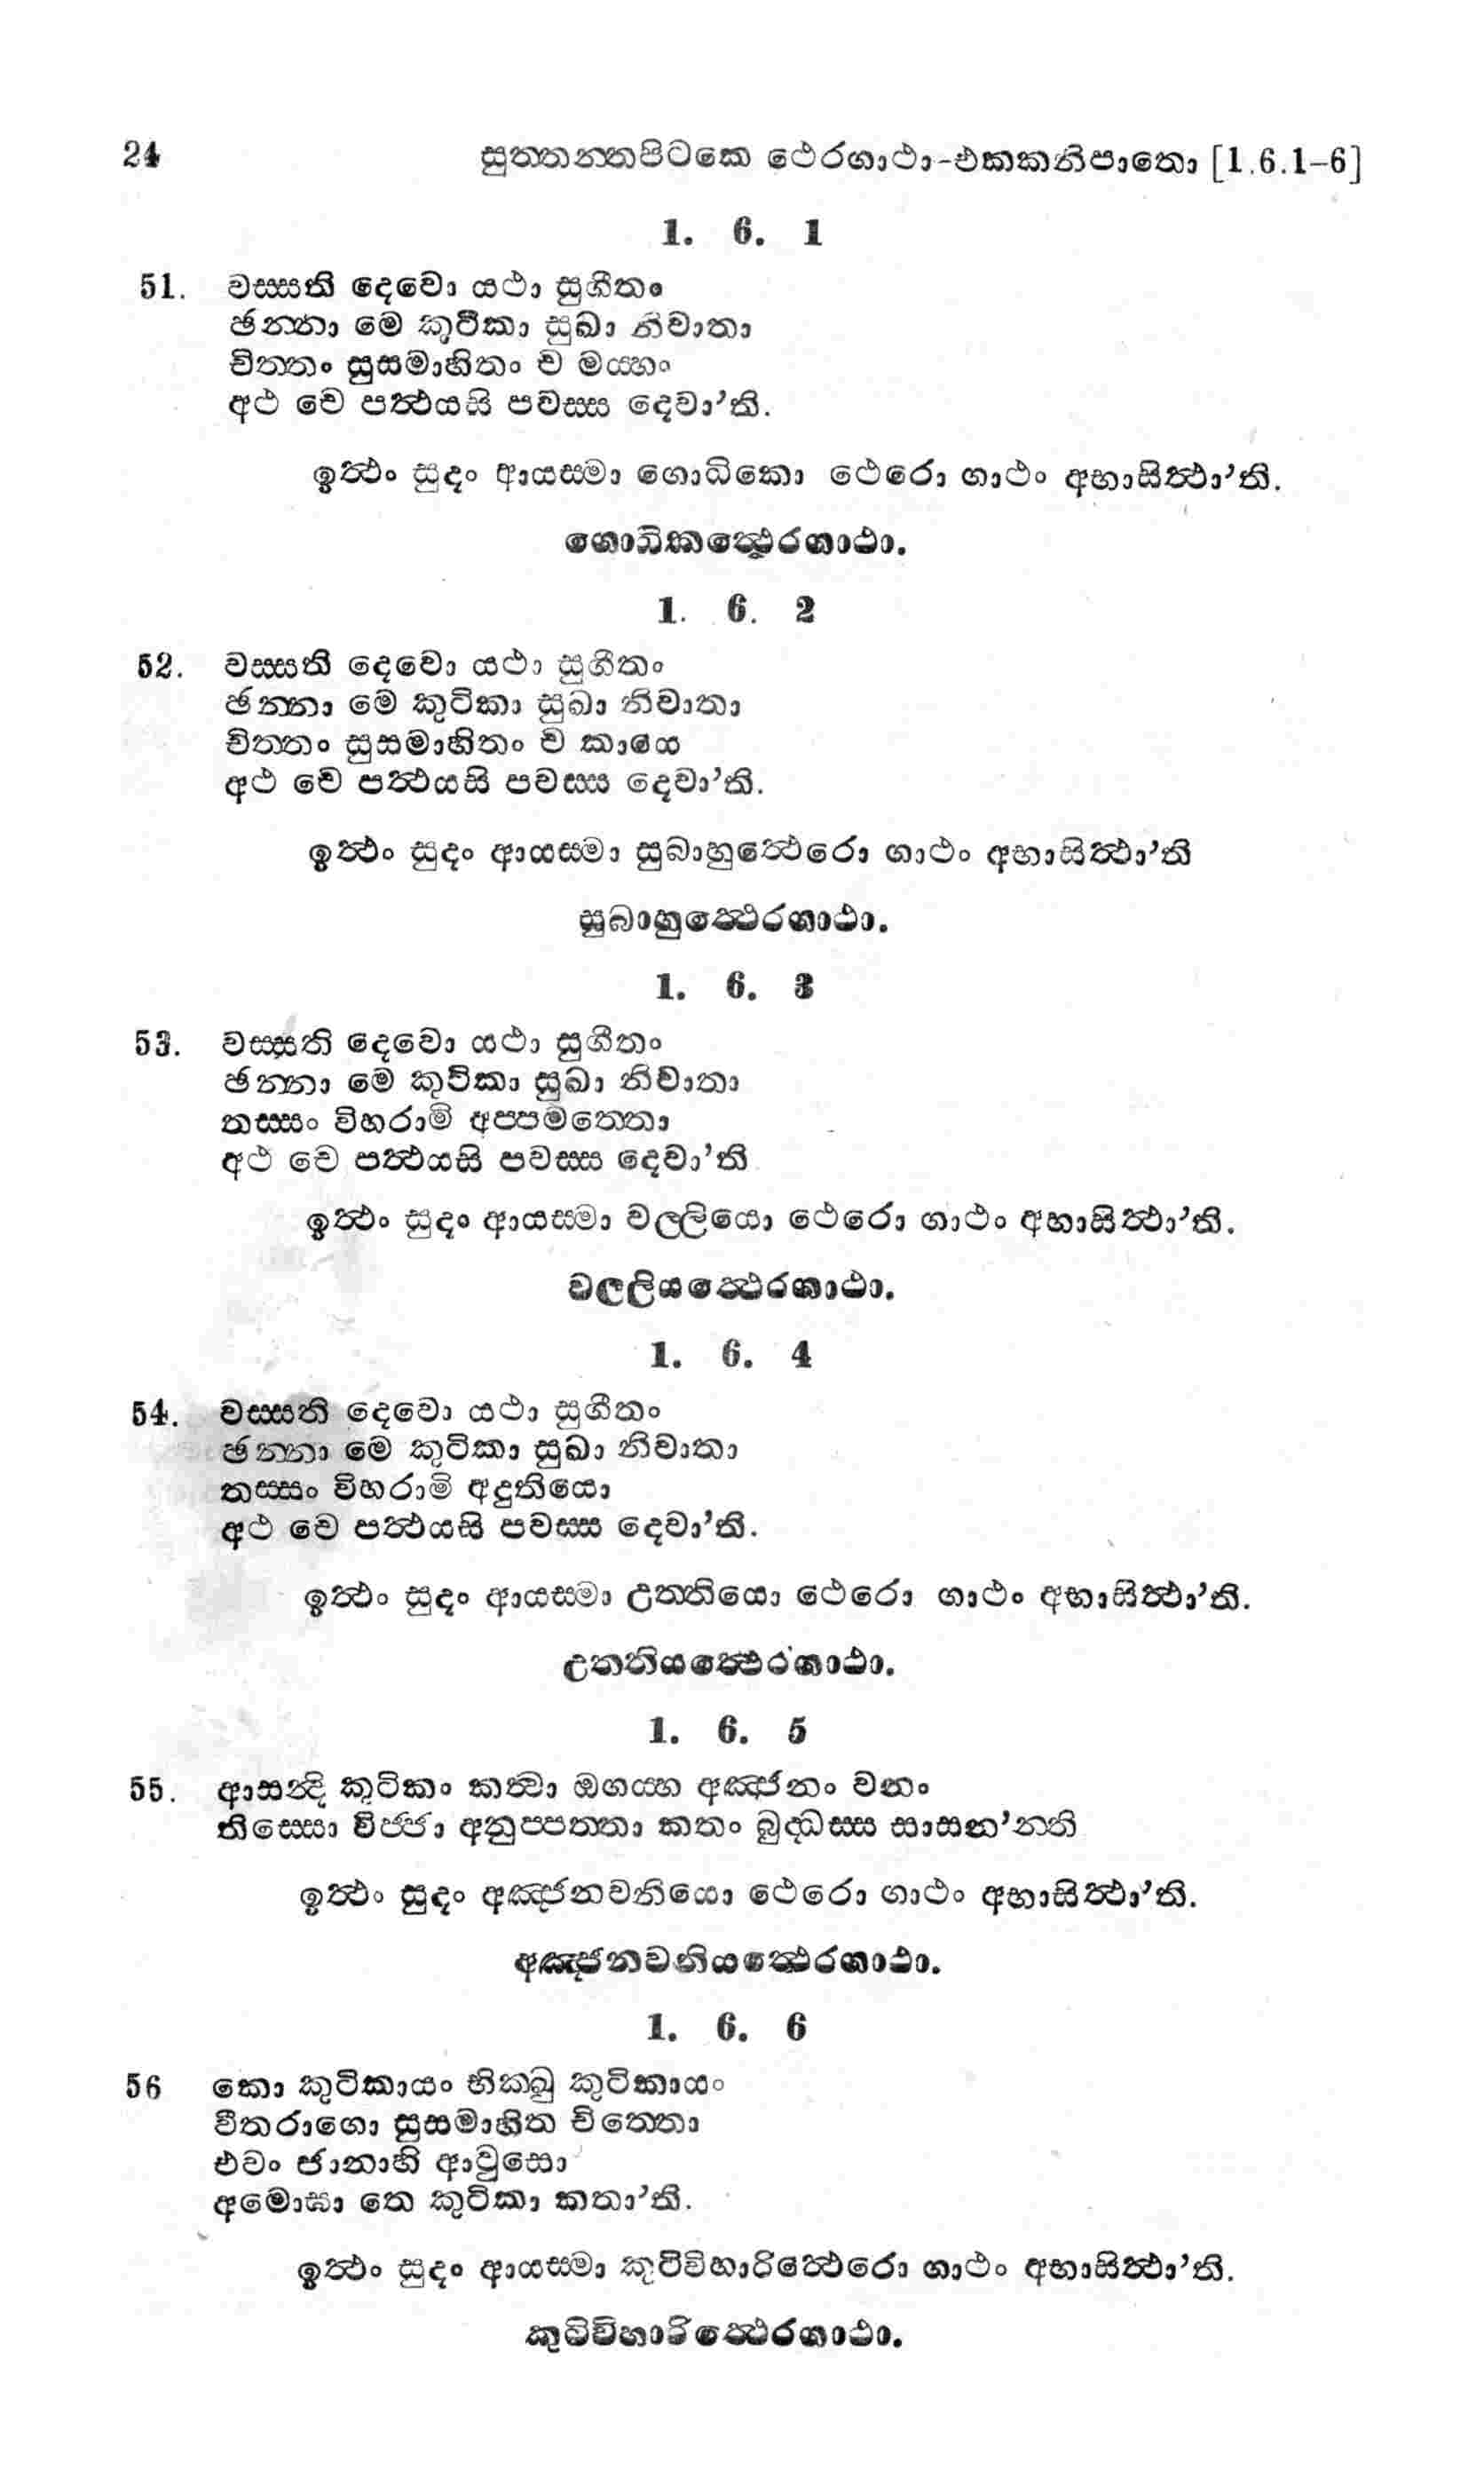 24 සුත්තන්තපිටකෙ ථෙරගාථා-එකකනිපාතො [1.6.1-6]
1. 6. 1
51. වස්සති දෙවො යථා සුගීතං
ඡන්නා මෙ කුටිකා සුඛා නිවාතා
චිත්තං සුසමාහිතං ච මය්හං
අථ චෙ පත්ථයසි පවස්ස දෙවා’ති.
ඉත්ථං සුදං ආයස්මා ගොධිකො ථෙරො ගාථං අභාසිත්ථා’ති.
ගොධිකත්ථෙරගාථා.
1. 6. 2
52. වස්සති දෙවො යථා සුගීතං
ඡන්නා මෙ කුටිකා සුඛා නිවාතා
චිත්තං සුසමාහිතං ච කායෙ
අථ චෙ පත්ථයසි පවස්ස දෙවා’ති.
ඉත්ථං සුදං ආයස්මා සුබාහුත්ථෙරො ගාථං අභාසිත්ථා’ති
සුබාහුත්ථෙරගාථා.
1. 6. 3
53. වස්සති දෙවො යථා සුගීතං
ඡන්නා මෙ කුටිකා සුඛා නිවාතා
තස්සං විහරාමි අප්පමත්තො
අථ චෙ පත්ථයසි පවස්ස දෙවා’ති
ඉත්ථං සුදං ආයස්මා වල්ලියො ථෙරො ගාථං අභාසිත්ථා’ති.
වල්ලියත්ථෙරගාථා.
1. 6. 4
54. වස්සති දෙවො යථා සුගීතං
ඡන්නා මෙ කුටිකා සුඛා නිවාතා
තස්සං විහරාමි අදුතියො
අථ චෙ පත්ථයසි පවස්ස දෙවා’ති.
ඉත්ථං සුදං ආයස්මා උත්තියො ථෙරො ගාථං අභාසිත්ථා’ති.
උත්තියත්ථෙරගාථා.
1. 6. 5
55. ආසන්දිං කුටිකං කත්වා ඔගය්හ අඤ්ජනං වනං
තිස්සො විජ්ජා අනුප්පත්තා කතං බුද්ධස්ස සාසන’න්ති
ඉත්ථං සුදං අඤ්ජනවනියො ථෙරො ගාථං අභාසිත්ථා’ති.
අඤ්ජනවනියත්ථෙරගාථා.
1. 6. 6
56 කො කුටිකායං භික්ඛු කුටිකායං
වීතරාගො සුසමාහිත චිත්තො
එවං ජානාහි ආවුසො
අමොඝා තෙ කුටිකා කතා’ති.
ඉත්ථං සුදං ආයස්මා කුටිවිහාරිත්ථෙරො ගාථං අභාසිත්ථා’ති.
කුටිවිහාරිත්ථෙරගාථා.